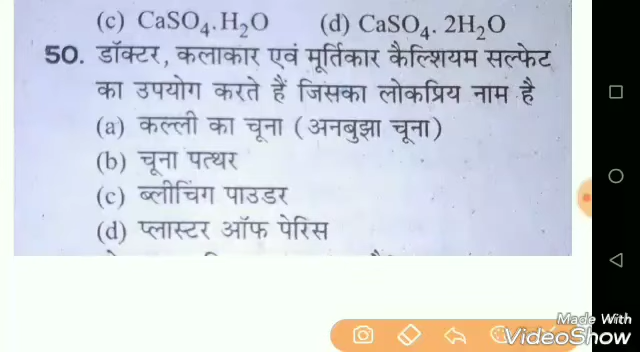 (c) CaSO₄.H₂O (d) CaSO₄. 2H₂O
50. डॉक्टर, कलाकार एवं मूर्तिकार कैल्शियम सल्फेट
का उपयोग करते हैं जिसका लोकप्रिय नाम है
(a) कल्ली का चूना (अनबुझा चूना)
(b) चूना पत्थर
(c) ब्लीचिंग पाउडर
(d) प्लास्टर ऑफ पेरिस
Made With
VideoShow